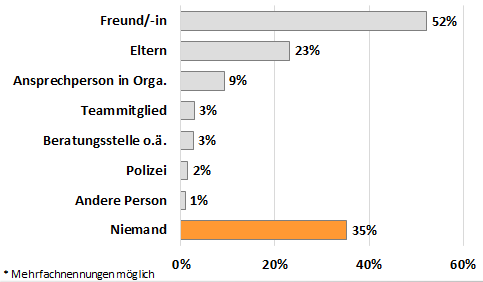 Freund/-in 52%
Eltern 23%
Ansprechperson in Orga. 9%
Teammitglied 3%
Beratungsstelle o.ä. 3%
Polizei 2%
Andere Person 1%
Niemand 35%
0% 20% 40% 60%
* Mehrfachnennungen möglich